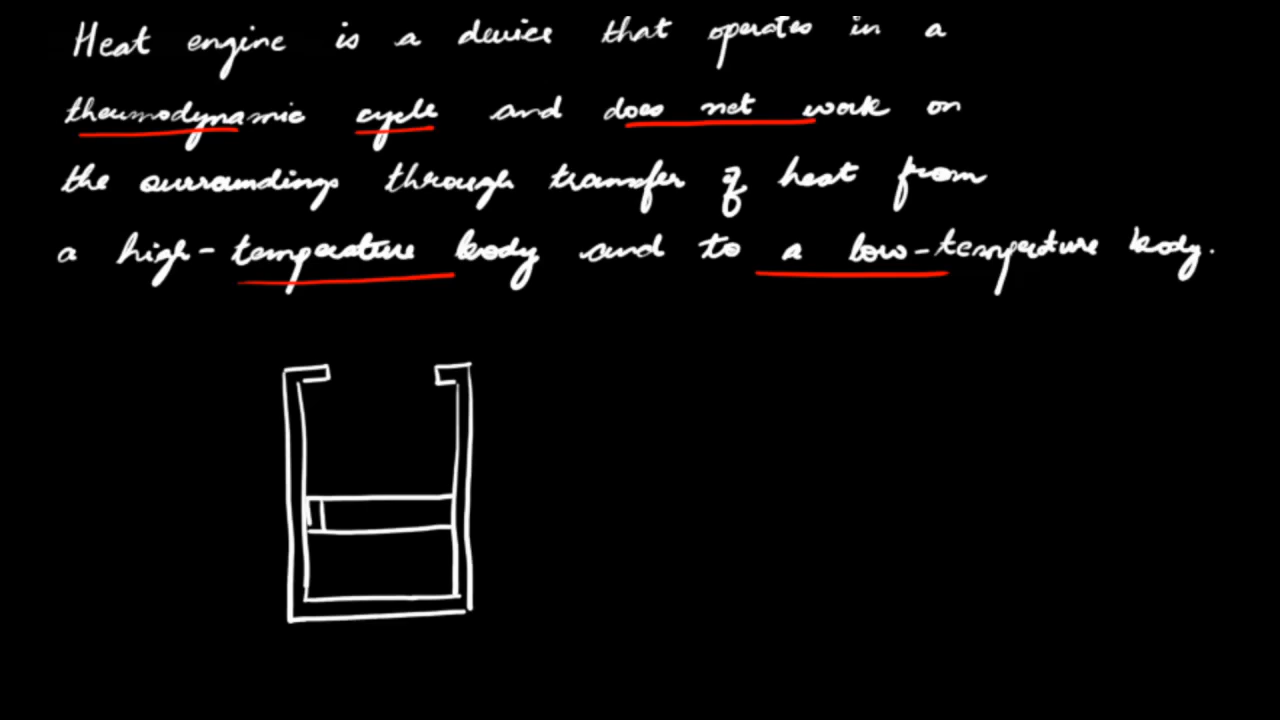 Heat engine is a device that operates in a
thermodynamic cycle and does net work on
the surroundings through transfer of heat from
a high-temperature body and to a low-temperature body.